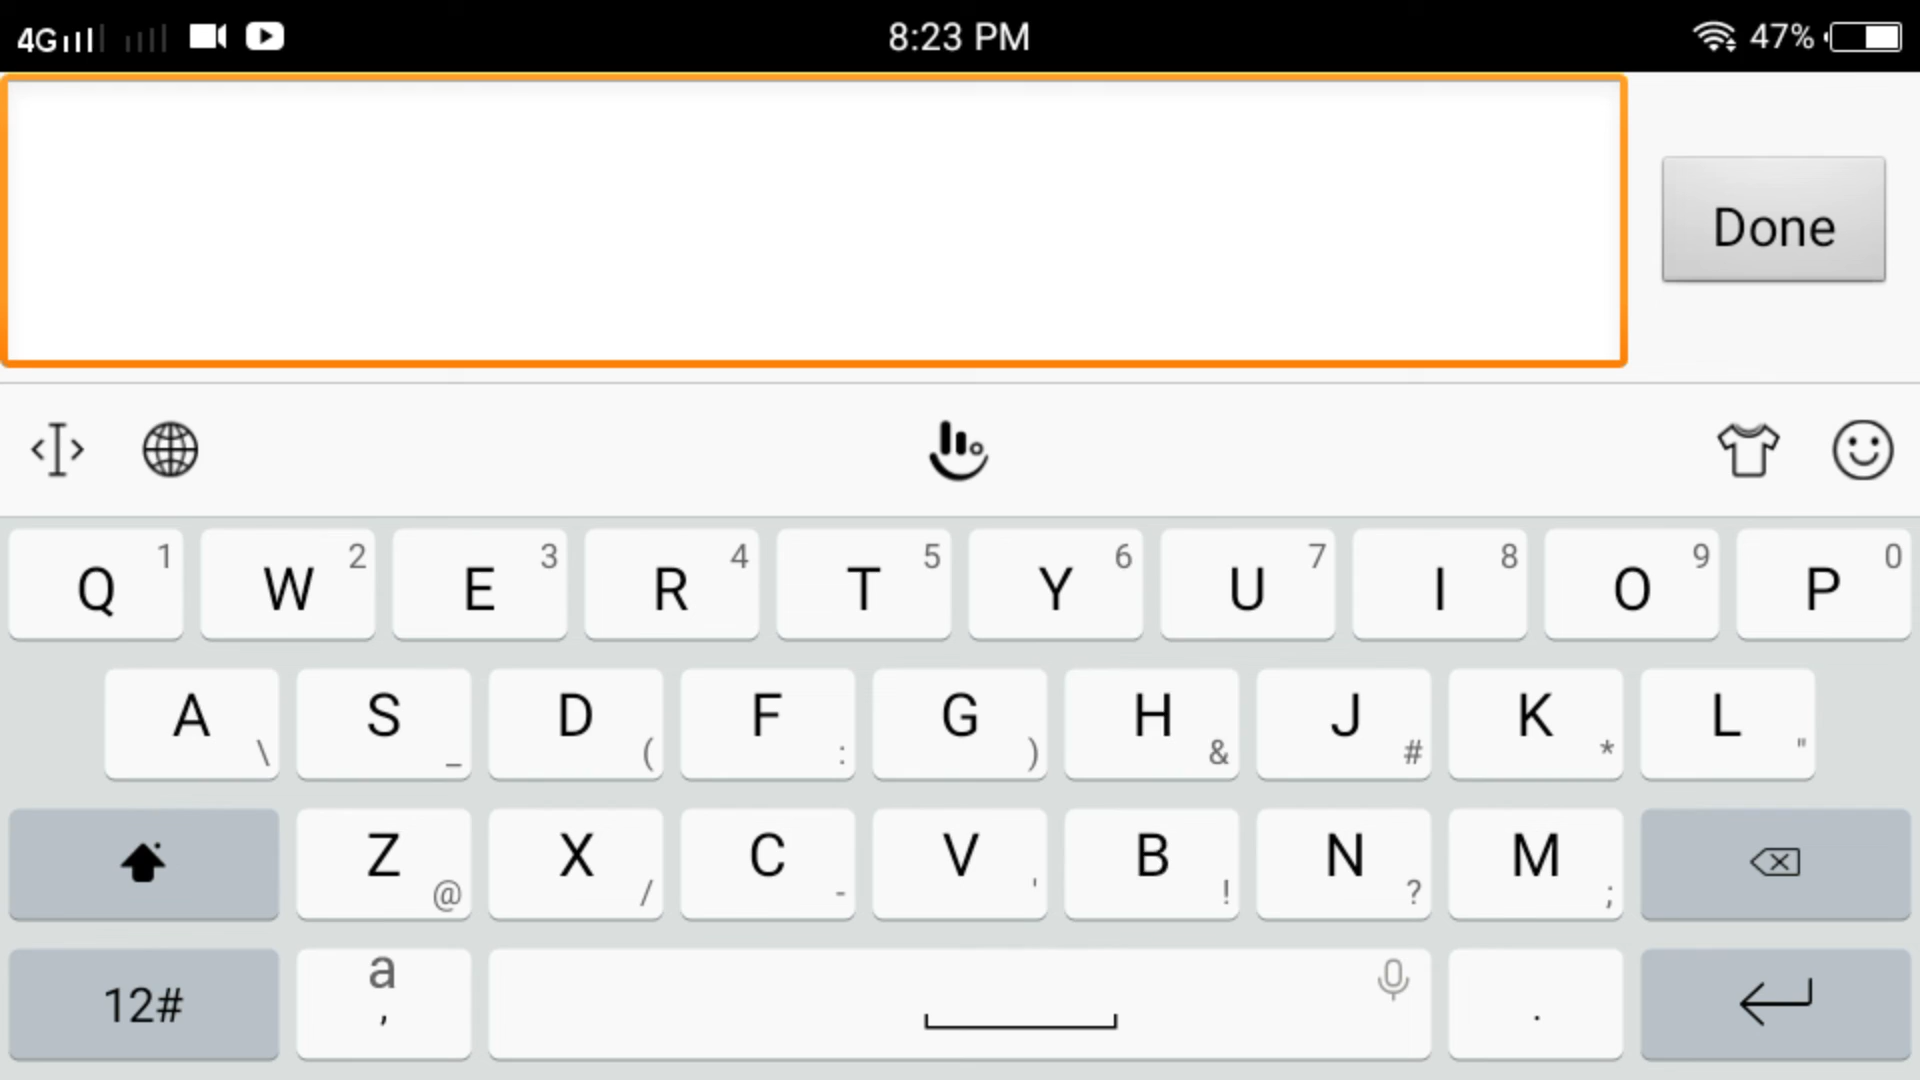 4G 8:23 PM 47%
Done
Q 1 W 2 E 3 R 4 T 5 Y 6 U 7 I 8 O 9 P 0
A \ S _ D ( F : G ) H & J # K * L "
Z @ X / C - V ' B ! N ? M ;
12# a , .